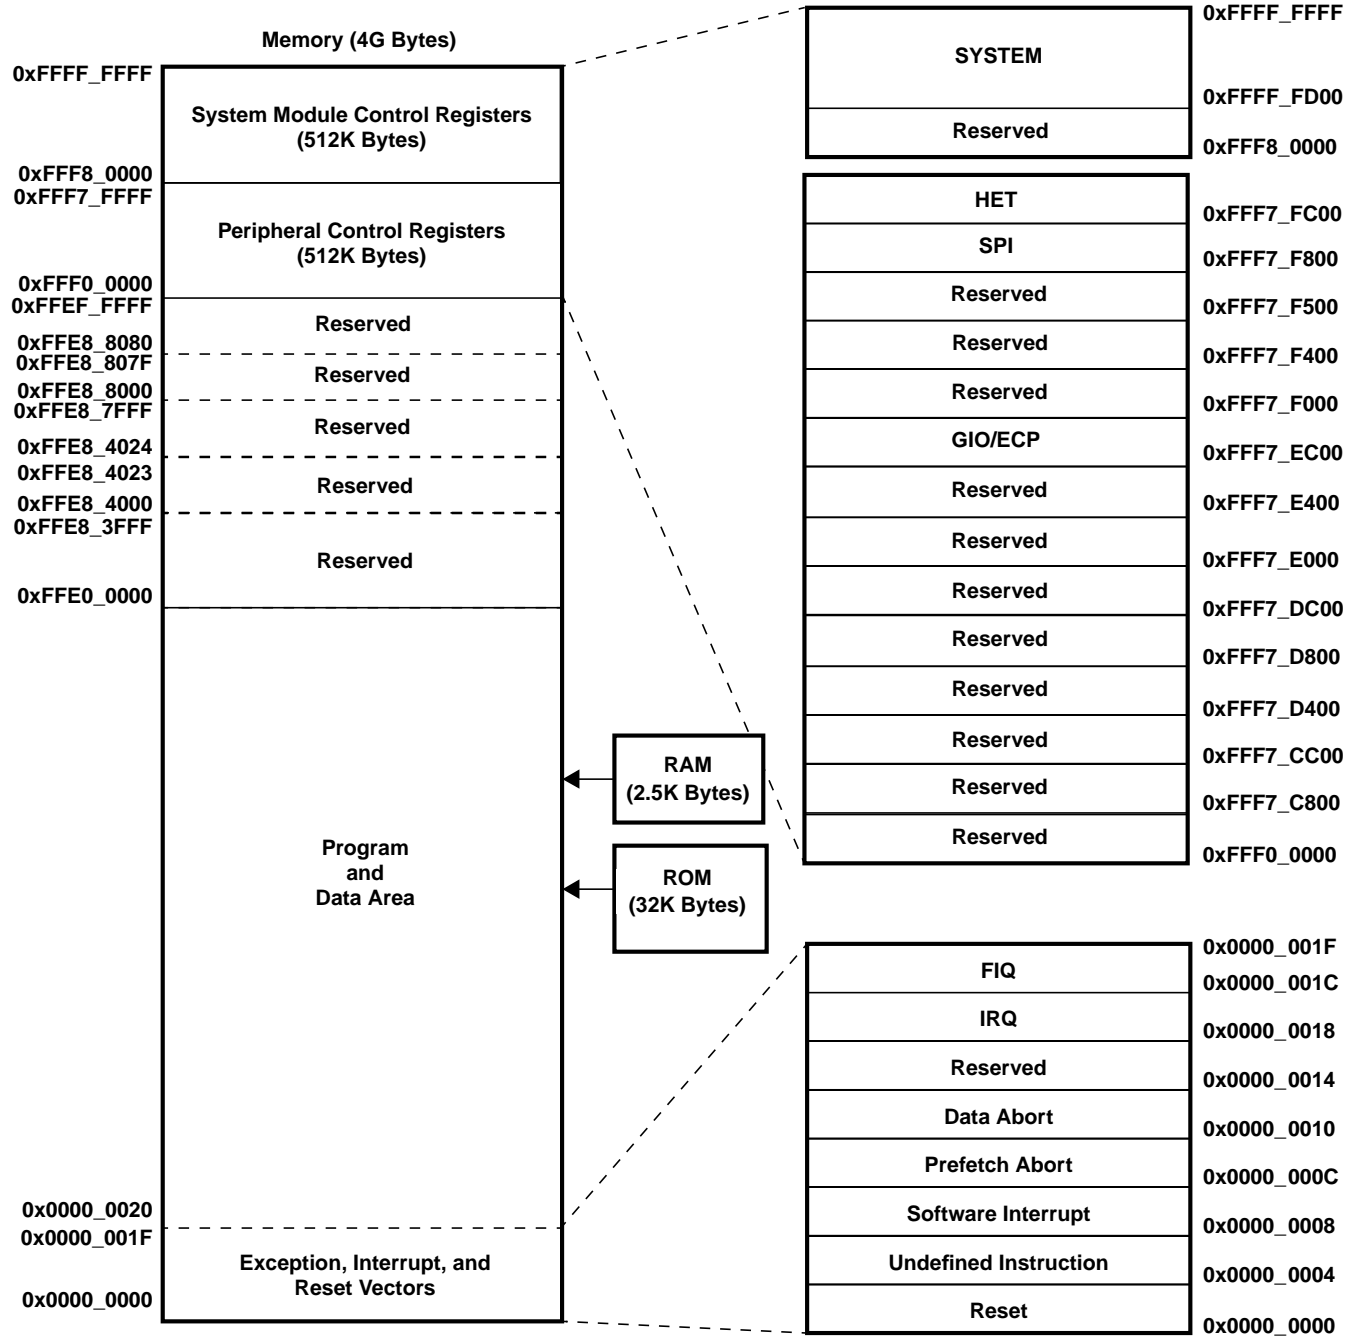 Memory (4G Bytes)
0xFFFF_FFFF
System Module Control Registers
(512K Bytes)
0xFFF8_0000
0xFFF7_FFFF
Peripheral Control Registers
(512K Bytes)
0xFFF0_0000
0xFFEF_FFFF
Reserved
0xFFE8_8080
0xFFE8_807F
Reserved
0xFFE8_8000
0xFFE8_7FFF
Reserved
0xFFE8_4024
0xFFE8_4023
Reserved
0xFFE8_4000
0xFFE8_3FFF
Reserved
0xFFE0_0000
Program
and
Data Area
RAM
(2.5K Bytes)
ROM
(32K Bytes)
0x0000_0020
0x0000_001F
Exception, Interrupt, and
Reset Vectors
0x0000_0000
0xFFFF_FFFF
SYSTEM
0xFFFF_FD00
Reserved
0xFFF8_0000
HET
0xFFF7_FC00
SPI
0xFFF7_F800
Reserved
0xFFF7_F500
Reserved
0xFFF7_F400
Reserved
0xFFF7_F000
GIO/ECP
0xFFF7_EC00
Reserved
0xFFF7_E400
Reserved
0xFFF7_E000
Reserved
0xFFF7_DC00
Reserved
0xFFF7_D800
Reserved
0xFFF7_D400
Reserved
0xFFF7_CC00
Reserved
0xFFF7_C800
Reserved
0xFFF0_0000
0x0000_001F
FIQ
0x0000_001C
IRQ
0x0000_0018
Reserved
0x0000_0014
Data Abort
0x0000_0010
Prefetch Abort
0x0000_000C
Software Interrupt
0x0000_0008
Undefined Instruction
0x0000_0004
Reset
0x0000_0000